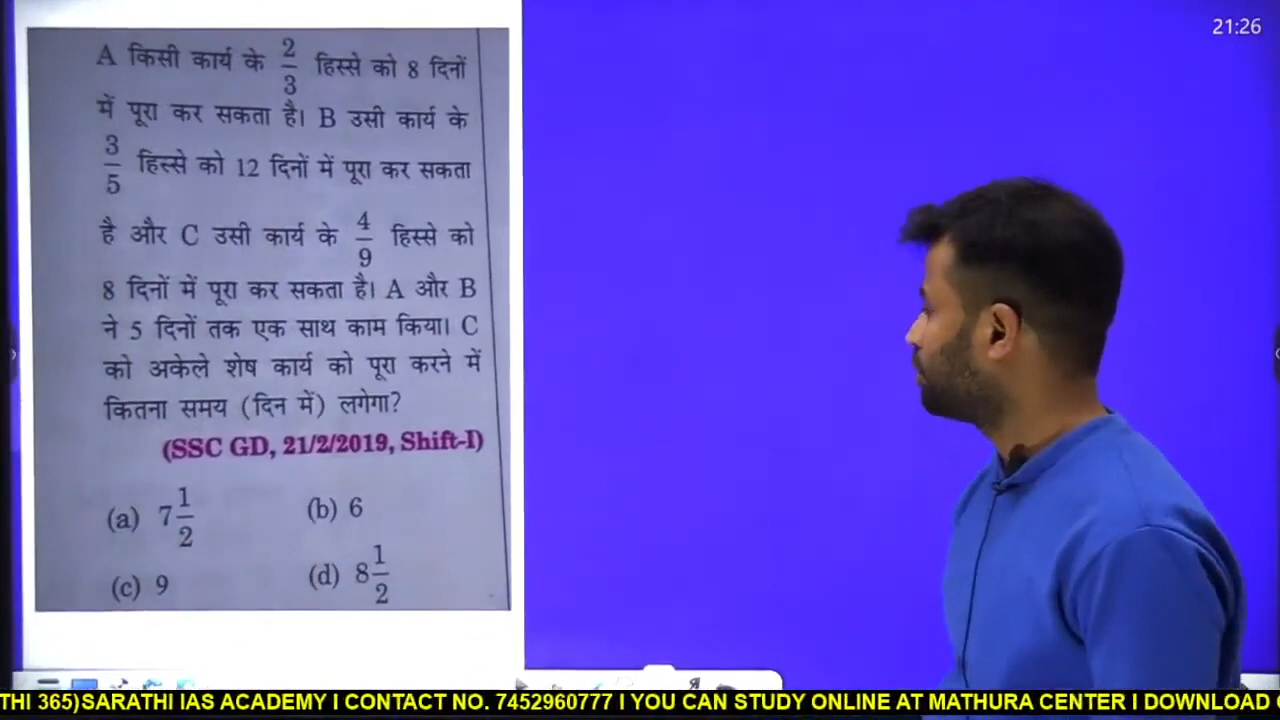 21:26
A किसी कार्य के 2/3 हिस्से को 8 दिनों
में पूरा कर सकता है। B उसी कार्य के
3/5 हिस्से को 12 दिनों में पूरा कर सकता
है और C उसी कार्य के 4/9 हिस्से को
8 दिनों में पूरा कर सकता है। A और B
ने 5 दिनों तक एक साथ काम किया। C
को अकेले शेष कार्य को पूरा करने में
कितना समय (दिन में) लगेगा?
(SSC GD, 21/2/2019, Shift-I)
(a) 7 1/2 (b) 6
(c) 9 (d) 8 1/2
THI 365)SARATHI IAS ACADEMY I CONTACT NO. 7452960777 I YOU CAN STUDY ONLINE AT MATHURA CENTER I DOWNLOAD